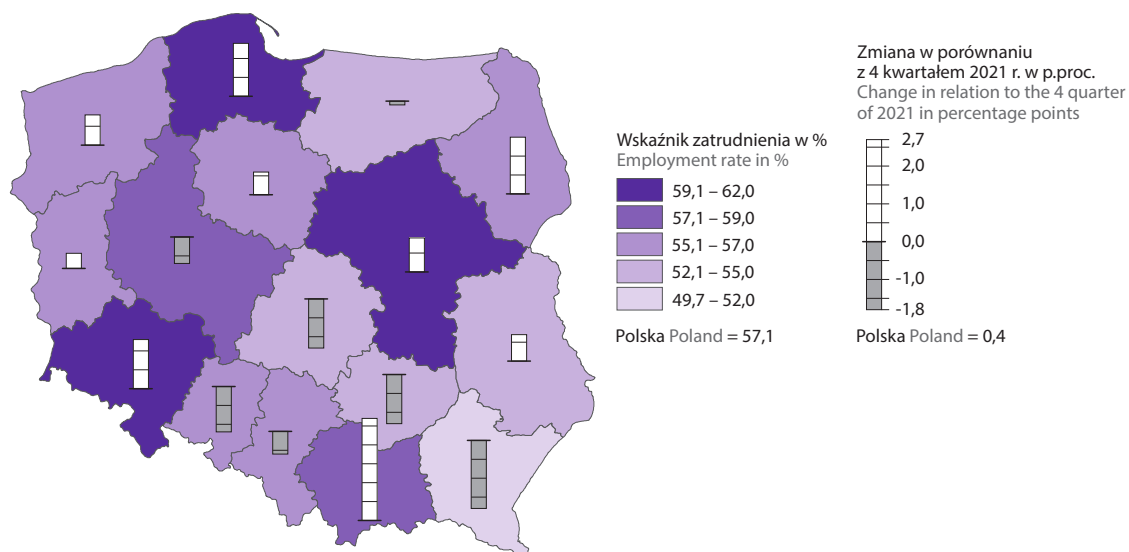 Wskaźnik zatrudnienia w %
Employment rate in %
59,1 – 62,0
57,1 – 59,0
55,1 – 57,0
52,1 – 55,0
49,7 – 52,0
Polska Poland = 57,1
Zmiana w porównaniu
z 4 kwartałem 2021 r. w p.proc.
Change in relation to the 4 quarter
of 2021 in percentage points
2,7
2,0
1,0
0,0
-1,0
-1,8
Polska Poland = 0,4